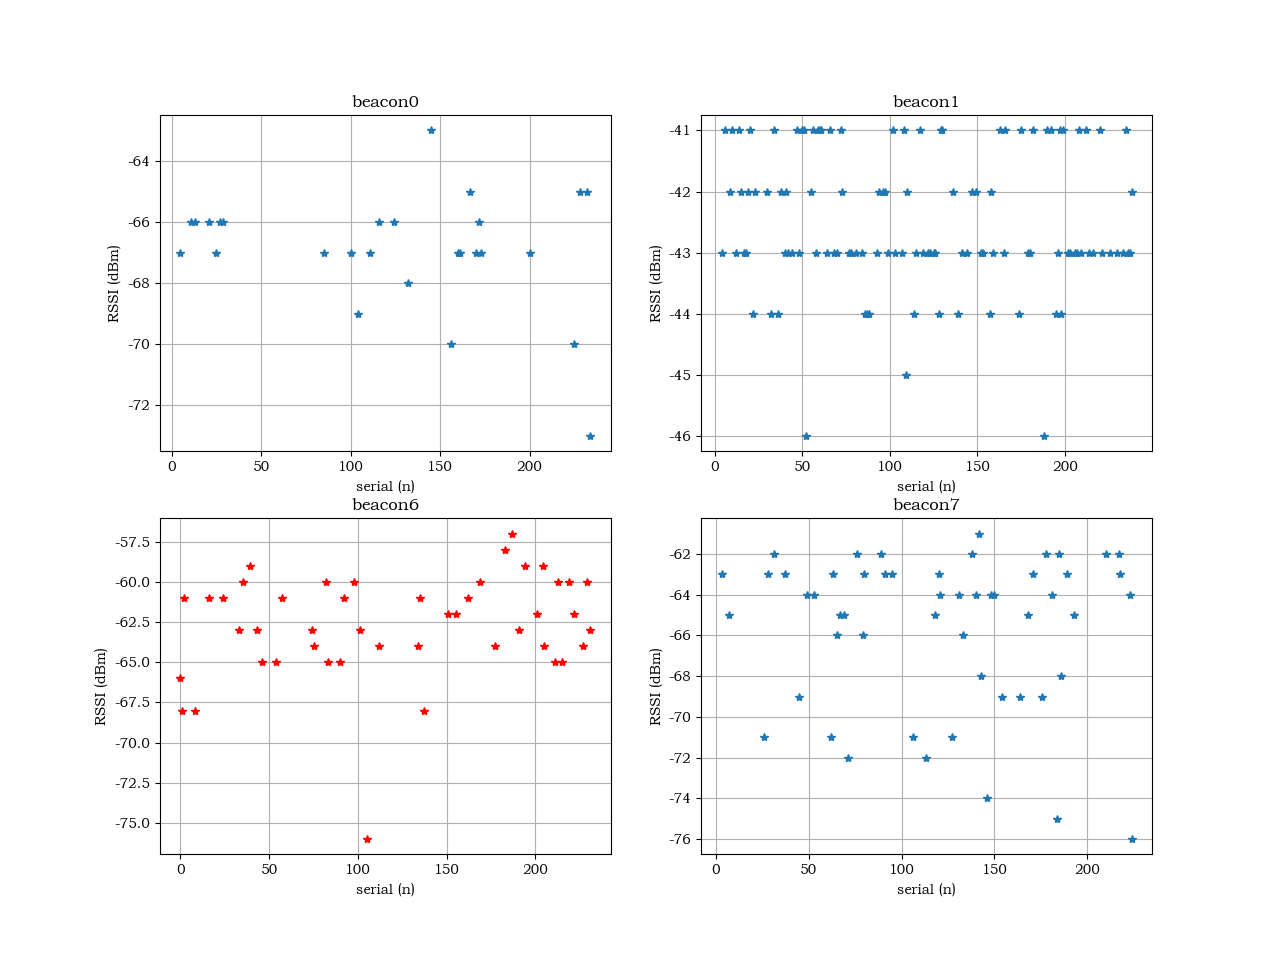 beacon0
beacon1
-64
-66
-68
-70
-72
RSSI (dBm)
0 50 100 150 200
serial (n)
-41
-42
-43
-44
-45
-46
RSSI (dBm)
0 50 100 150 200
serial (n)
beacon6
beacon7
-57.5
-60.0
-62.5
-65.0
-67.5
-70.0
-72.5
-75.0
RSSI (dBm)
0 50 100 150 200
serial (n)
-62
-64
-66
-68
-70
-72
-74
-76
RSSI (dBm)
0 50 100 150 200
serial (n)